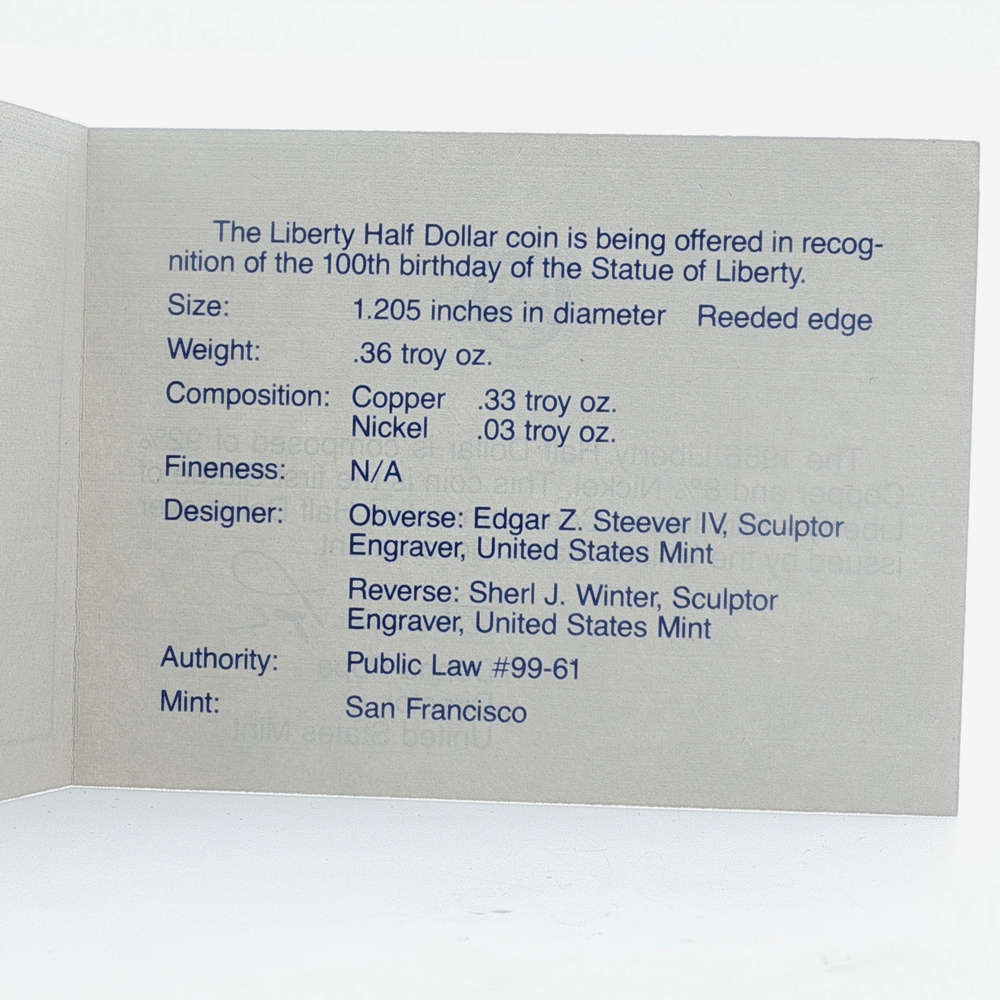 The Liberty Half Dollar coin is being offered in recog-
nition of the 100th birthday of the Statue of Liberty.
Size: 1.205 inches in diameter Reeded edge
Weight: .36 troy oz.
Composition: Copper .33 troy oz.
Nickel .03 troy oz.
Fineness: N/A
Designer: Obverse: Edgar Z. Steever IV, Sculptor
Engraver, United States Mint
Reverse: Sherl J. Winter, Sculptor
Engraver, United States Mint
Authority: Public Law #99-61
Mint: San Francisco